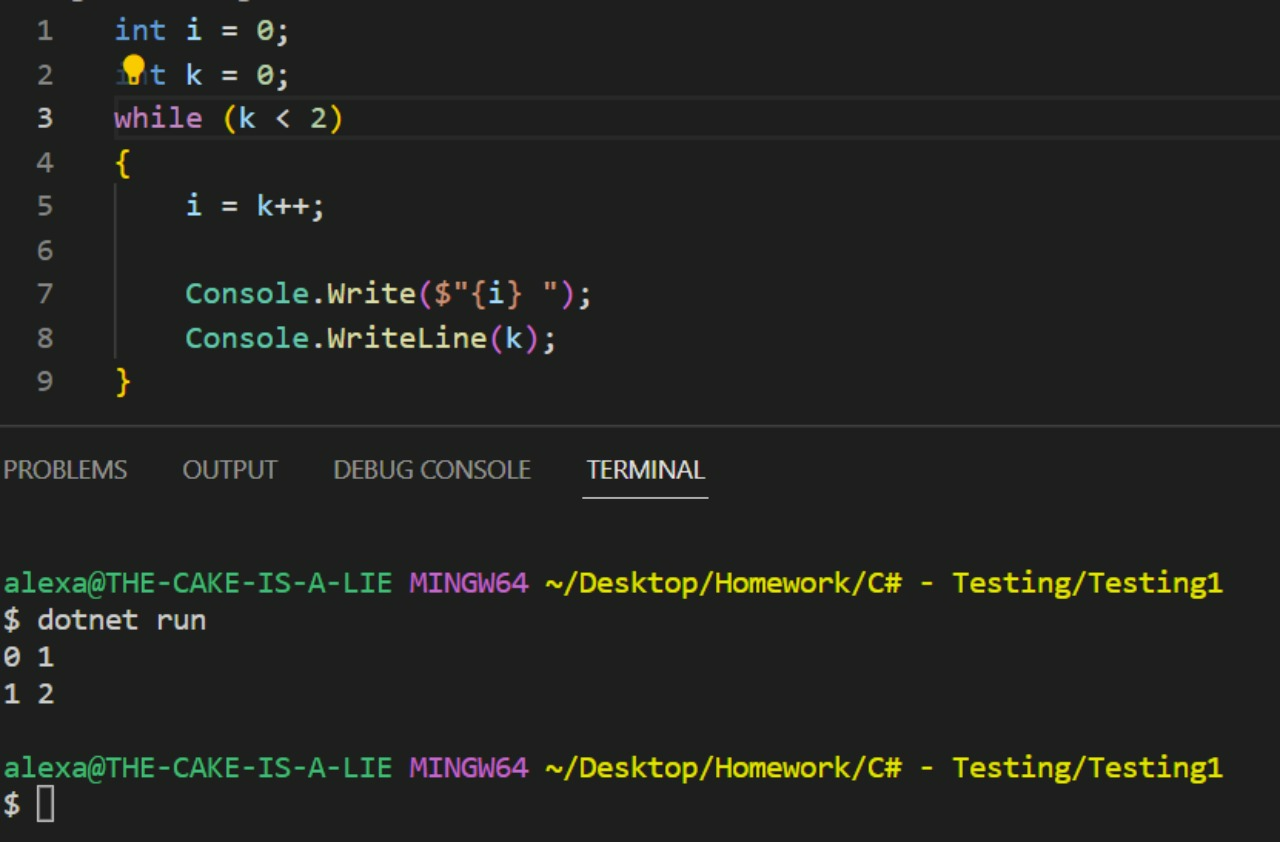 1 int i = 0;
2 int k = 0;
3 while (k < 2)
4 {
5 i = k++;
6
7 Console.Write($"{i} ");
8 Console.WriteLine(k);
9 }
PROBLEMS OUTPUT DEBUG CONSOLE TERMINAL
alexa@THE-CAKE-IS-A-LIE MINGW64 ~/Desktop/Homework/C# - Testing/Testing1
$ dotnet run
0 1
1 2
alexa@THE-CAKE-IS-A-LIE MINGW64 ~/Desktop/Homework/C# - Testing/Testing1
$